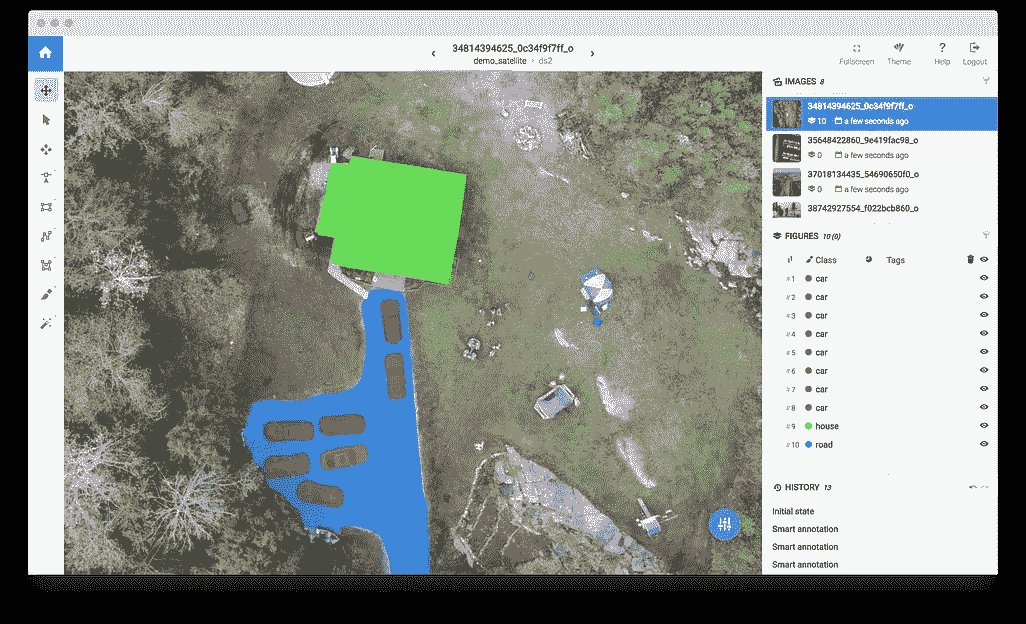 34814394625_0c34f9f7ff_o
demo_satellite › ds2
Fullscreen
Theme
Help
Logout
IMAGES 8
34814394625_0c34f9f7ff_o
10 a few seconds ago
35648422860_9e419fac98_o
0 a few seconds ago
37018134435_54690650f0_o
0 a few seconds ago
38742927554_f022bcb860_o
FIGURES 10 (0)
Class Tags
#1 car
#2 car
#3 car
#4 car
#5 car
#6 car
#7 car
#8 car
#9 house
#10 road
HISTORY 13
Initial state
Smart annotation
Smart annotation
Smart annotation